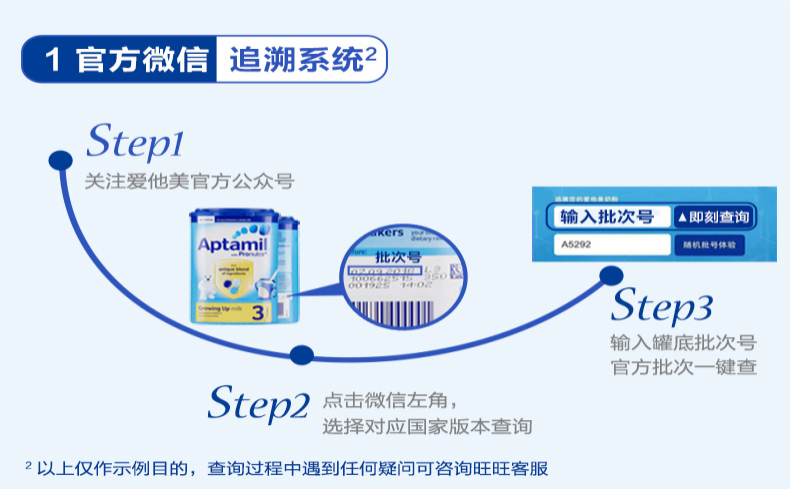 1 官方微信 追溯系统²
Step1
关注爱他美官方公众号
Aptamil
with Pronutra
unique blend
of ingredients
Growing Up milk
3
akers
dietary
批次号
02.09.2018 L2
100662515 350
001925 14:02
输入批次号 ▲即刻查询
A5292 随机批号体验
Step3
输入罐底批次号
官方批次一键查
Step2
点击微信左角，
选择对应国家版本查询
² 以上仅作示例目的，查询过程中遇到任何疑问可咨询旺旺客服